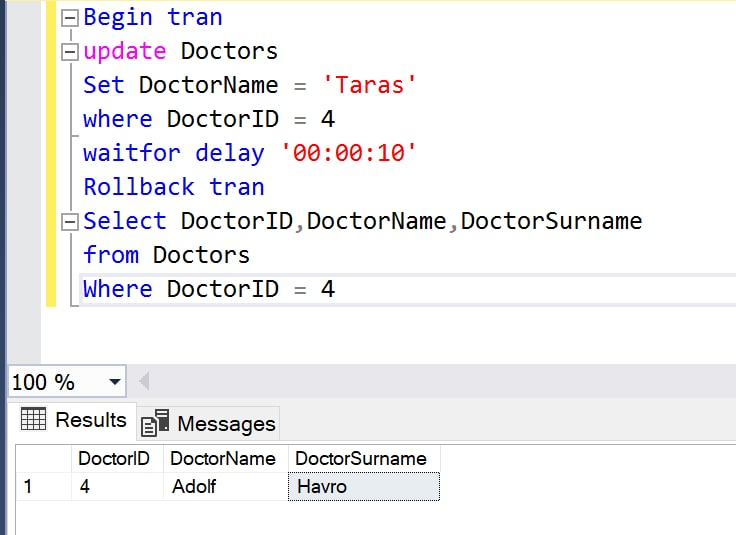 Begin tran
update Doctors
Set DoctorName = 'Taras'
where DoctorID = 4
waitfor delay '00:00:10'
Rollback tran
Select DoctorID,DoctorName,DoctorSurname
from Doctors
Where DoctorID = 4
100 %
Results Messages
DoctorID DoctorName DoctorSurname
1 4 Adolf Havro